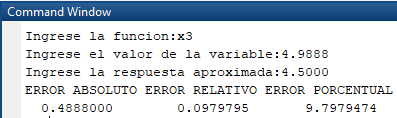 Command Window
Ingrese la funcion:x3
Ingrese el valor de la variable:4.9888
Ingrese la respuesta aproximada:4.5000
ERROR ABSOLUTO ERROR RELATIVO ERROR PORCENTUAL
0.4888000 0.0979795 9.7979474